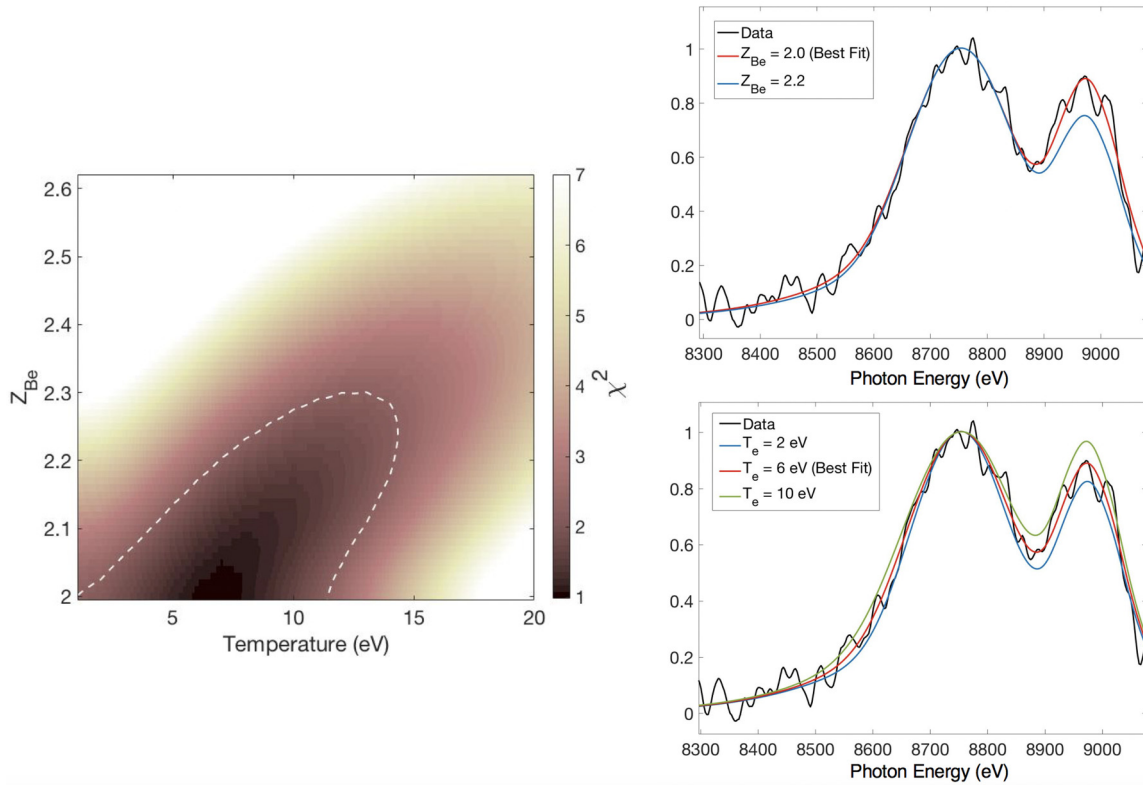 2.6
2.5
2.4
2.3
2.2
2.1
2
Z_Be
5
10
15
20
Temperature (eV)
7
6
5
4
3
2
1
χ²
Data
Z_Be = 2.0 (Best Fit)
Z_Be = 2.2
1
0.8
0.6
0.4
0.2
0
8300 8400 8500 8600 8700 8800 8900 9000
Photon Energy (eV)
Data
T_e = 2 eV
T_e = 6 eV (Best Fit)
T_e = 10 eV
1
0.8
0.6
0.4
0.2
0
8300 8400 8500 8600 8700 8800 8900 9000
Photon Energy (eV)